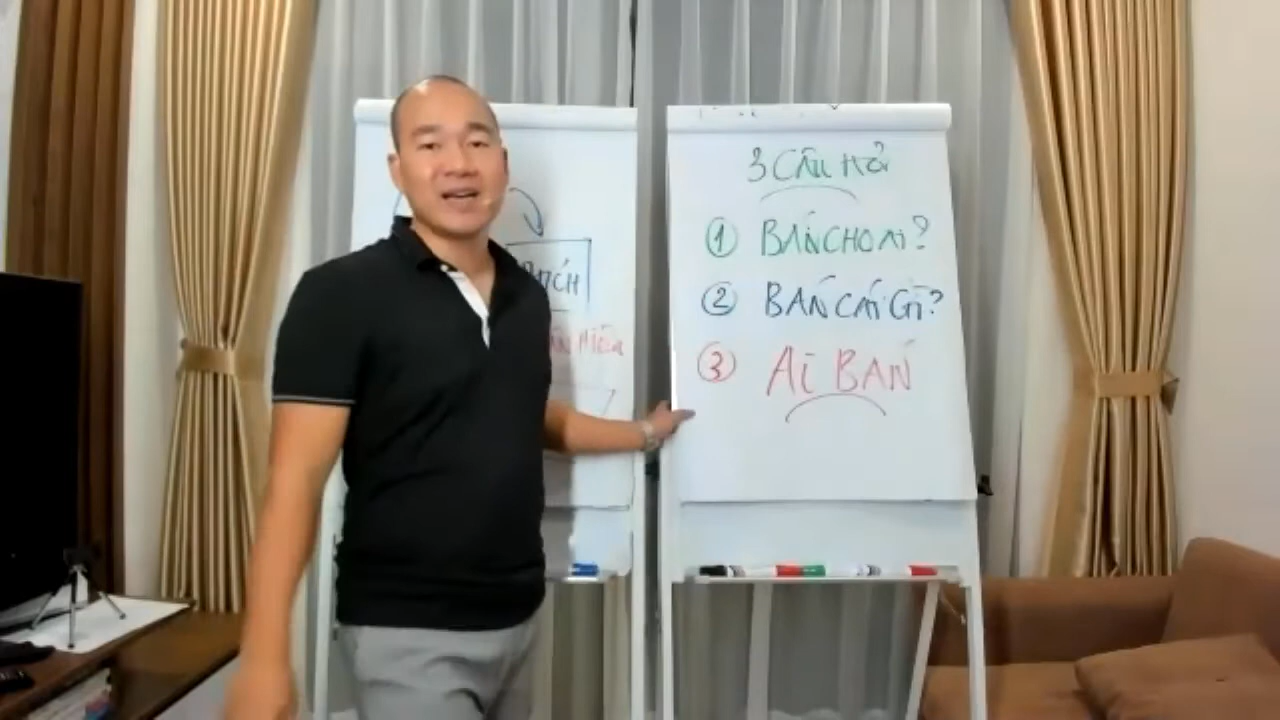 3 CÂU HỎI
① BÁN CHO AI?
② BÁN CÁI GÌ?
③ AI BÁN